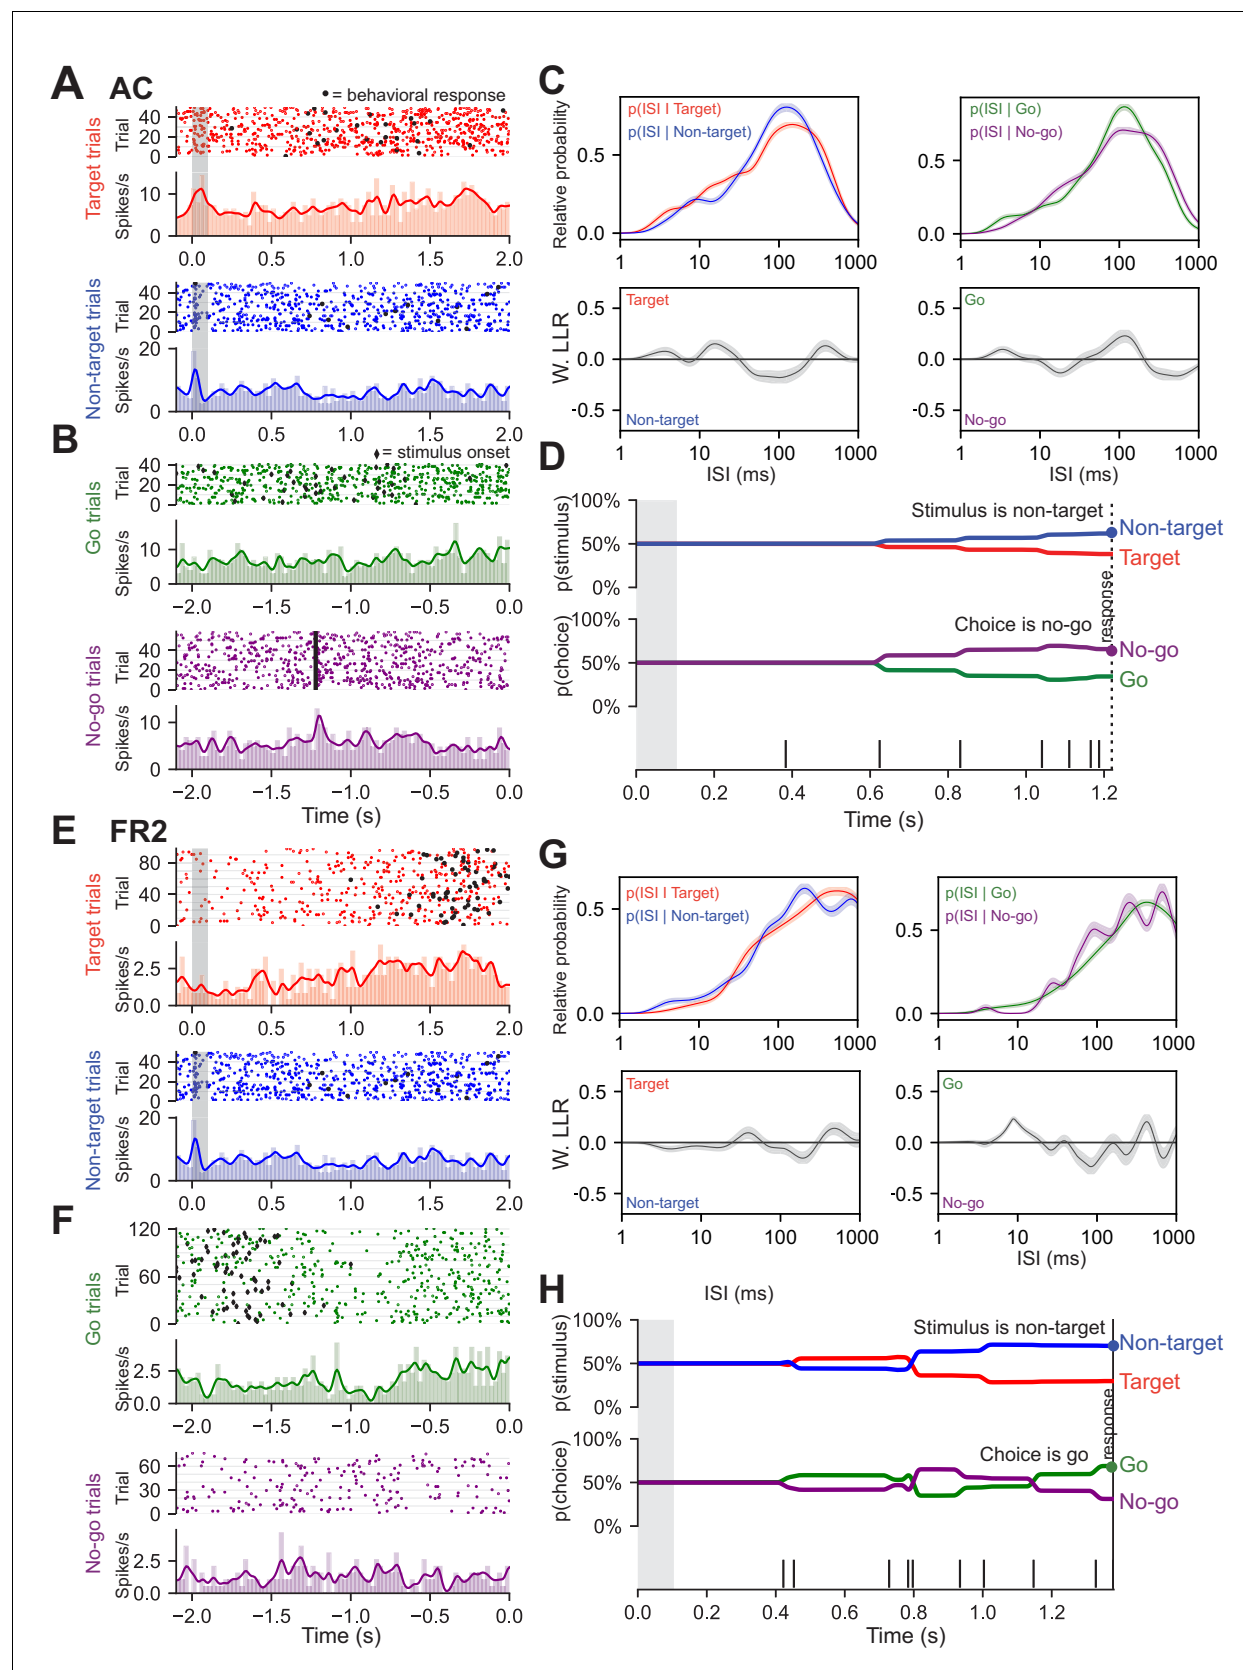 A AC
• = behavioral response
Target trials
Trial
40
20
0
Spikes/s
10
0
0.0 0.5 1.0 1.5 2.0
Non-target trials
Trial
40
20
0
Spikes/s
20
0
0.0 0.5 1.0 1.5 2.0
B
♦ = stimulus onset
Go trials
Trial
40
20
0
Spikes/s
10
0
−2.0 −1.5 −1.0 −0.5 0.0
No-go trials
Trial
40
20
0
Spikes/s
10
0
−2.0 −1.5 −1.0 −0.5 0.0
Time (s)
C
p(ISI I Target)
p(ISI | Non-target)
Relative probability
0.5
0.0
1 10 100 1000
p(ISI | Go)
p(ISI | No-go)
0.5
0.0
1 10 100 1000
W. LLR
Target
Non-target
0.5
0.0
-0.5
1 10 100 1000
ISI (ms)
Go
No-go
0.5
0.0
-0.5
1 10 100 1000
ISI (ms)
D
p(stimulus)
100%
50%
0%
Stimulus is non-target
Non-target
Target
p(choice)
100%
50%
0%
Choice is no-go
response
No-go
Go
0.0 0.2 0.4 0.6 0.8 1.0 1.2
Time (s)
E FR2
Target trials
Trial
80
40
0
Spikes/s
2.5
0.0
0.0 0.5 1.0 1.5 2.0
Non-target trials
Trial
40
20
0
Spikes/s
20
0
0.0 0.5 1.0 1.5 2.0
F
Go trials
Trial
120
60
0
Spikes/s
2.5
0.0
−2.0 −1.5 −1.0 −0.5 0.0
No-go trials
Trial
60
30
0
Spikes/s
2.5
0.0
−2.0 −1.5 −1.0 −0.5 0.0
Time (s)
G
p(ISI I Target)
p(ISI | Non-target)
Relative probability
0.5
0.0
1 10 100 1000
p(ISI | Go)
p(ISI | No-go)
0.5
0.0
1 10 100 1000
W. LLR
Target
Non-target
0.5
0.0
-0.5
1 10 100 1000
ISI (ms)
Go
No-go
0.5
0.0
-0.5
1 10 100 1000
ISI (ms)
H
p(stimulus)
100%
50%
0%
Stimulus is non-target
Non-target
Target
p(choice)
100%
50%
0%
Choice is go
response
Go
No-go
0.0 0.2 0.4 0.6 0.8 1.0 1.2
Time (s)